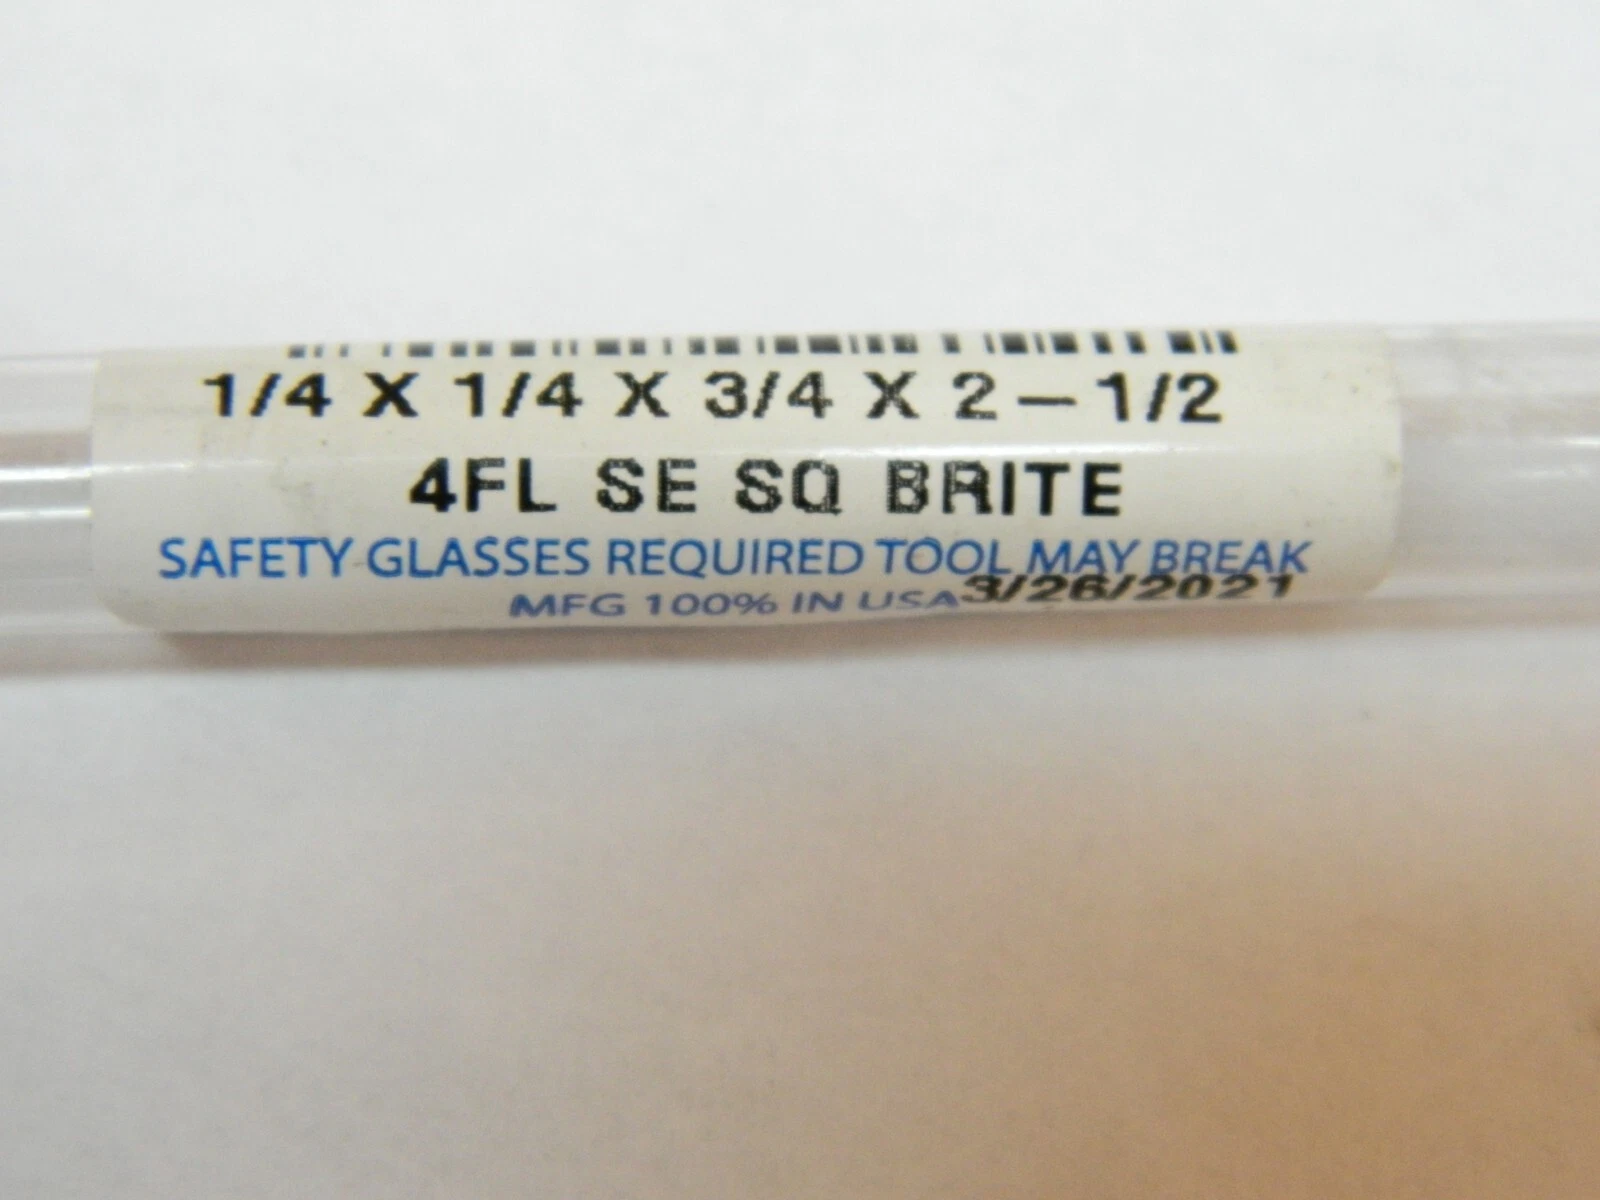 1/4 X 1/4 X 3/4 X 2-1/2
4FL SE SQ BRITE
SAFETY GLASSES REQUIRED TOOL MAY BREAK
MFG 100% IN USA 3/26/2021